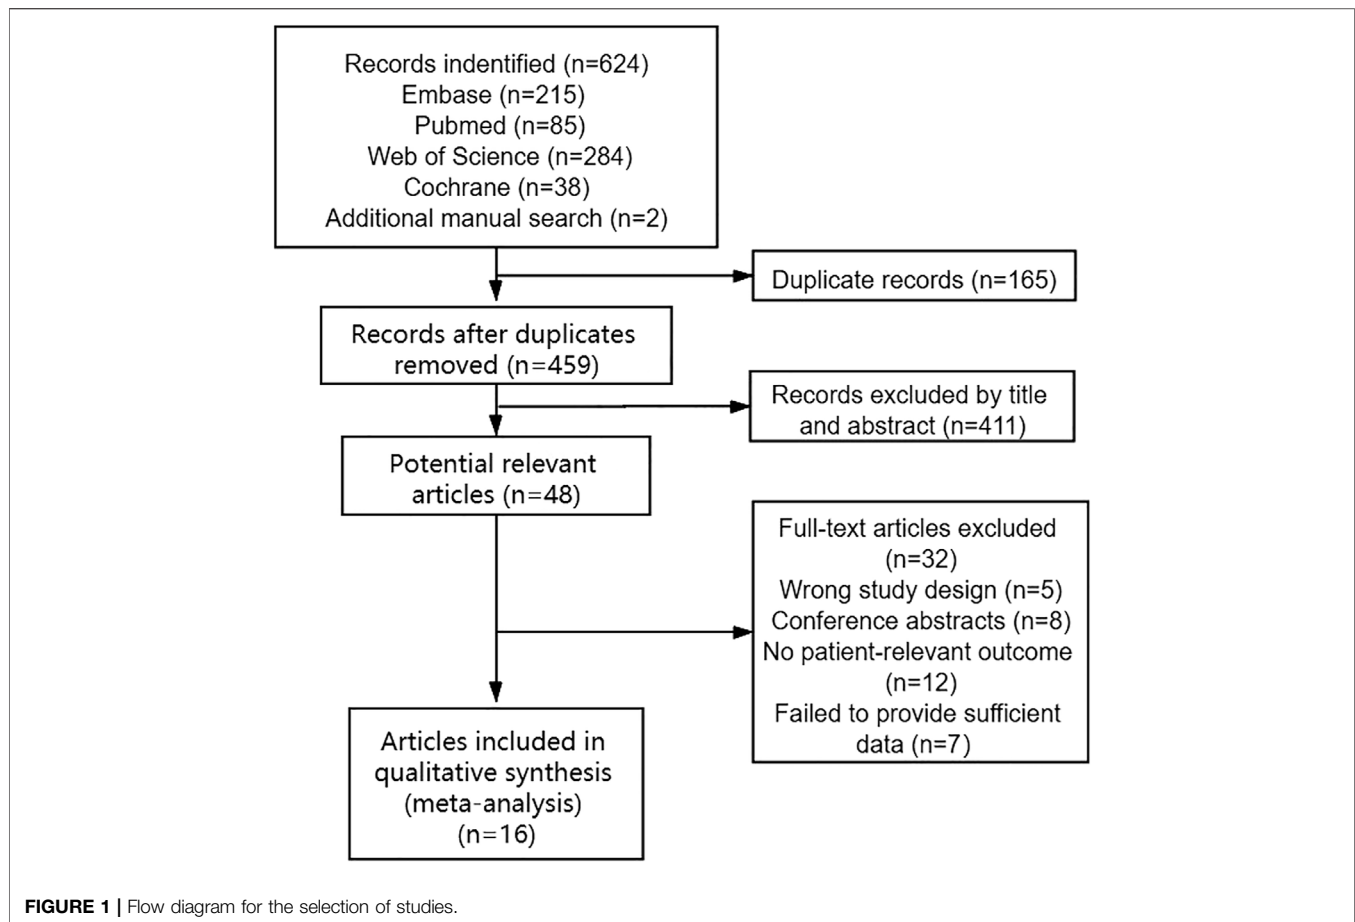 Records indentified (n=624)
Embase (n=215)
Pubmed (n=85)
Web of Science (n=284)
Cochrane (n=38)
Additional manual search (n=2)
Duplicate records (n=165)
Records after duplicates
removed (n=459)
Records excluded by title
and abstract (n=411)
Potential relevant
articles (n=48)
Full-text articles excluded
(n=32)
Wrong study design (n=5)
Conference abstracts (n=8)
No patient-relevant outcome
(n=12)
Failed to provide sufficient
data (n=7)
Articles included in
qualitative synthesis
(meta-analysis)
(n=16)
FIGURE 1 | Flow diagram for the selection of studies.